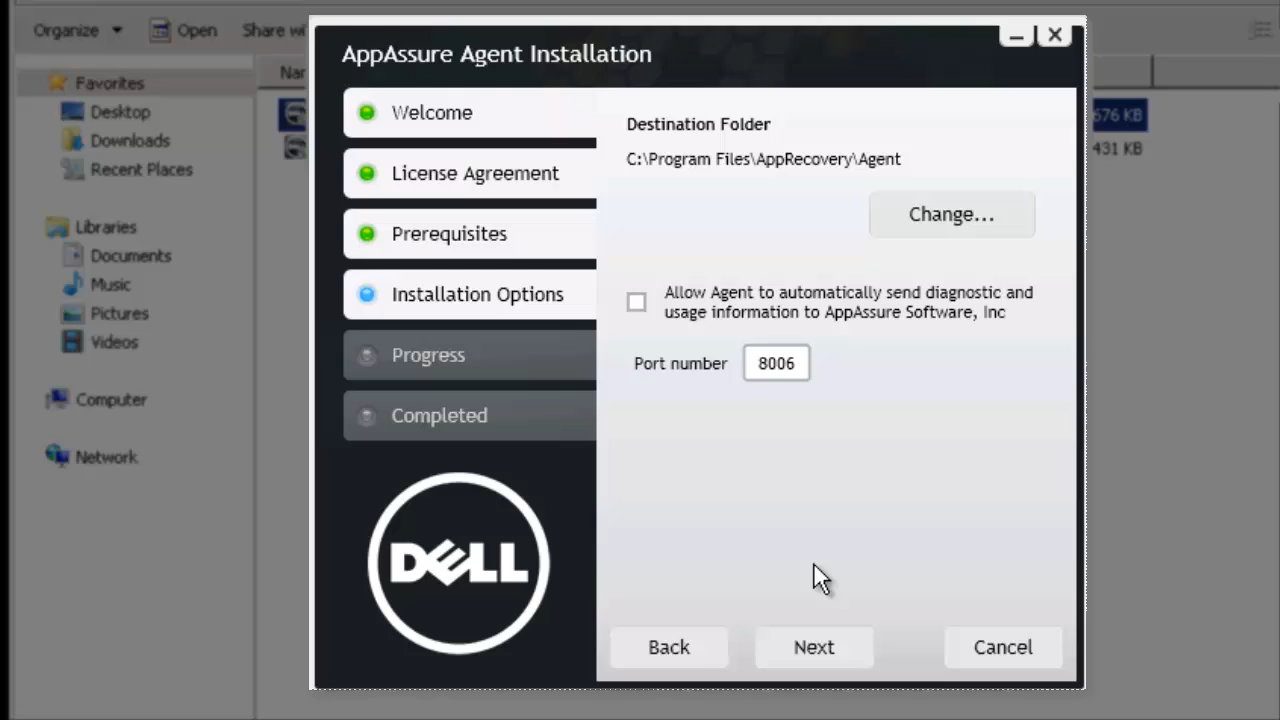 Organize
Open
Share wi
Nar
Favorites
Desktop
Downloads
Recent Places
Libraries
Documents
Music
Pictures
Videos
Computer
Network
676 KB
431 KB
AppAssure Agent Installation
Welcome
License Agreement
Prerequisites
Installation Options
Progress
Completed
DELL
Destination Folder
C:\Program Files\AppRecovery\Agent
Change...
Allow Agent to automatically send diagnostic and
usage information to AppAssure Software, Inc
Port number 8006
Back
Next
Cancel